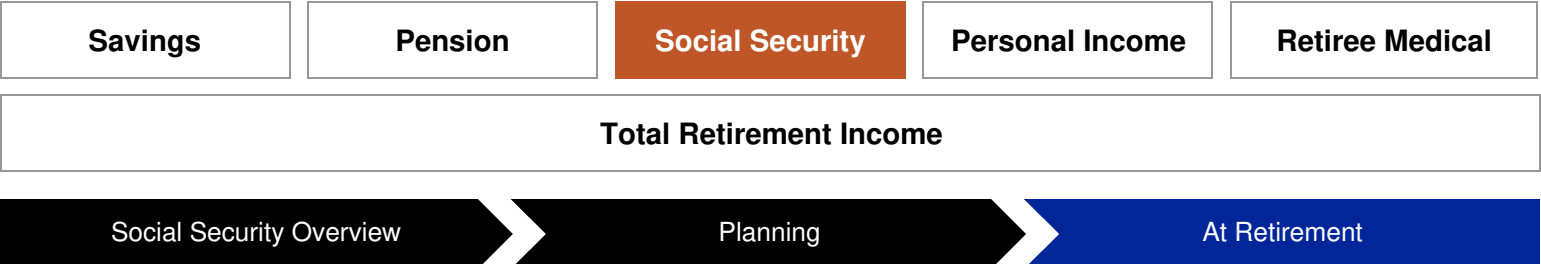 Savings Pension Social Security Personal Income Retiree Medical
Total Retirement Income
Social Security Overview Planning At Retirement